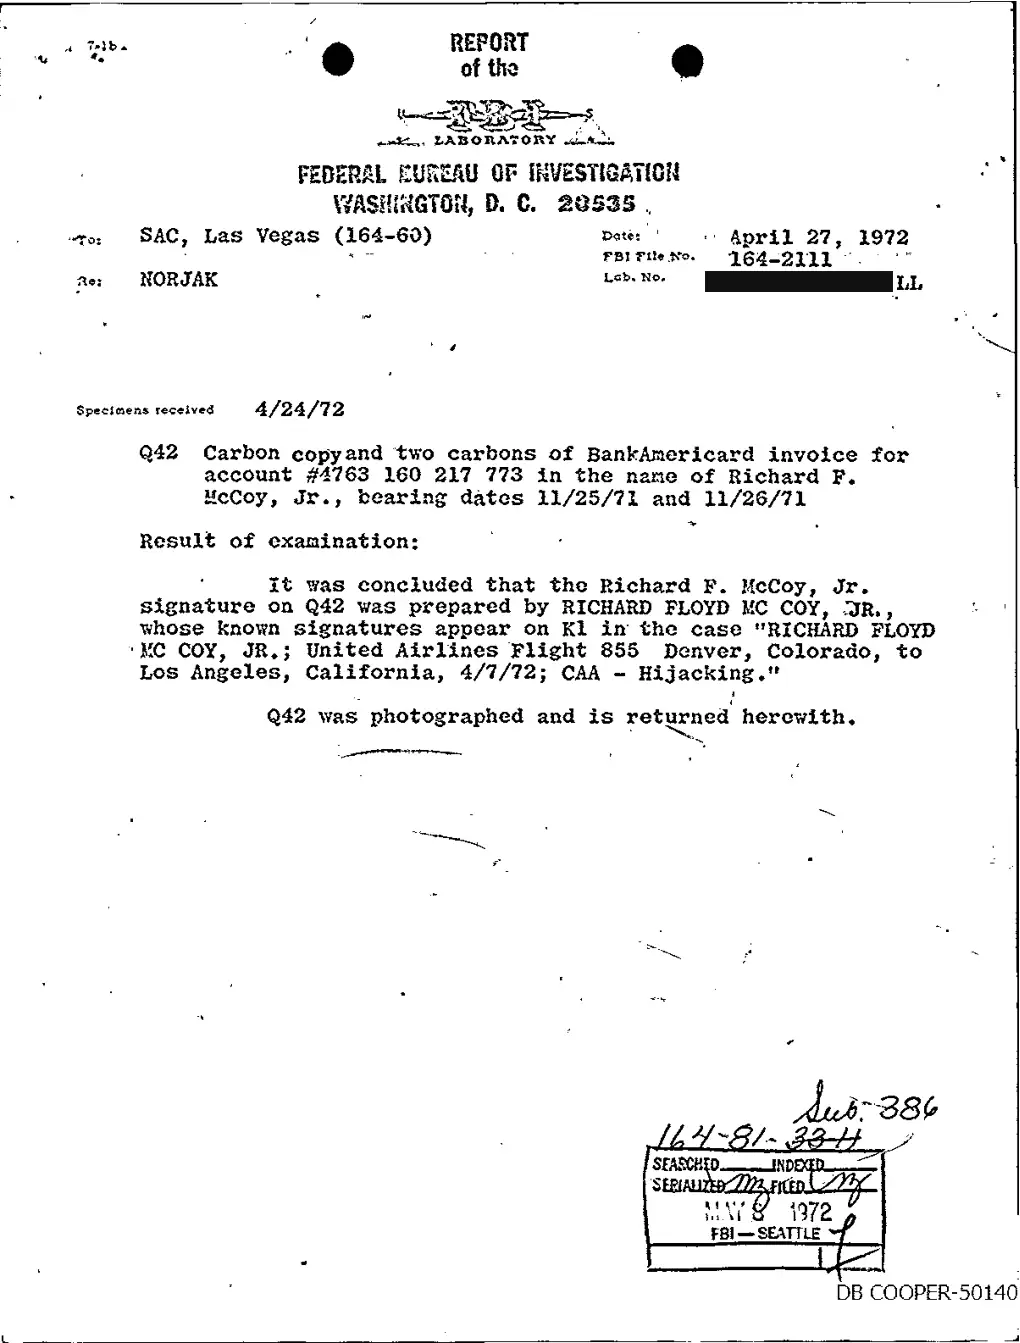 REPORT
of the
FBI
LABORATORY
FEDERAL BUREAU OF INVESTIGATION
WASHINGTON, D. C. 20535
To: SAC, Las Vegas (164-60)
Date: April 27, 1972
FBI File No. 164-2111
Re: NORJAK
Lab. No. LL
Specimens received 4/24/72
Q42 Carbon copy and two carbons of BankAmericard invoice for
account #4763 160 217 773 in the name of Richard F.
McCoy, Jr., bearing dates 11/25/71 and 11/26/71
Result of examination:
It was concluded that the Richard F. McCoy, Jr.
signature on Q42 was prepared by RICHARD FLOYD MC COY, JR.,
whose known signatures appear on K1 in the case "RICHARD FLOYD
MC COY, JR.; United Airlines Flight 855 Denver, Colorado, to
Los Angeles, California, 4/7/72; CAA - Hijacking."
Q42 was photographed and is returned herewith.
Sub. 386
164-81-
SEARCHED INDEXED
SERIALIZED FILED
MAY 8 1972
FBI — SEATTLE
DB COOPER-50140